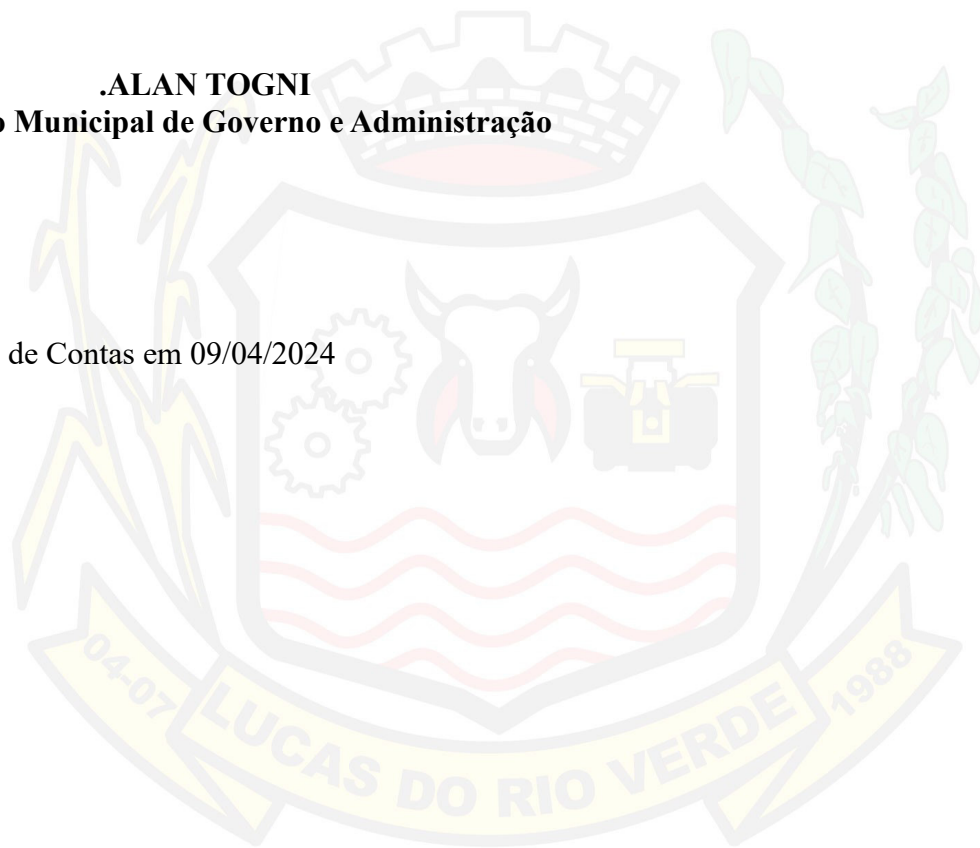 .ALAN TOGNI
o Municipal de Governo e Administração
de Contas em 09/04/2024
04-07 LUCAS DO RIO VERDE 1988